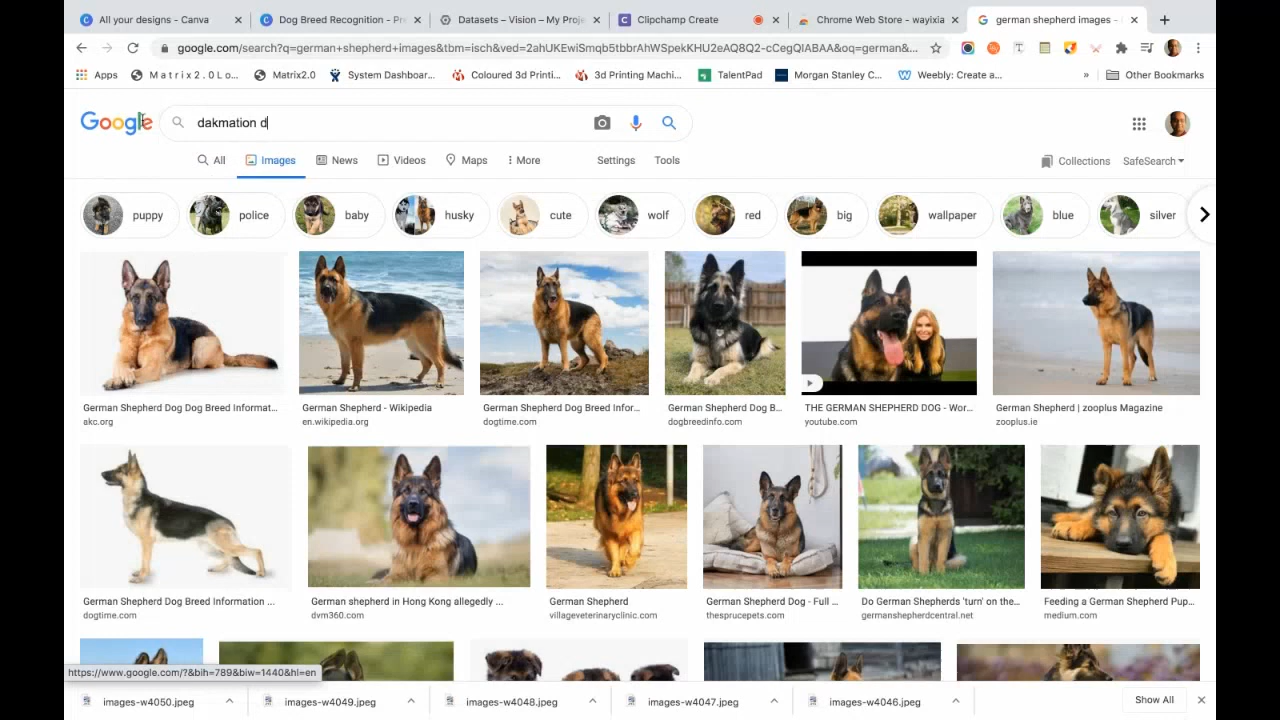 All your designs - Canva
Dog Breed Recognition - Pre
Datasets – Vision – My Proje
Clipchamp Create
Chrome Web Store - wayixia
german shepherd images -
google.com/search?q=german+shepherd+images&tbm=isch&ved=2ahUKEwiSmqb5tbbrAhWSpekKHU2eAQ8Q2-cCegQIABAA&oq=german&...
Apps M a t r i x 2 . 0 L o... Matrix2.0 System Dashboar... Coloured 3d Printi... 3d Printing Machi... TalentPad Morgan Stanley C... Weebly: Create a... » Other Bookmarks
Google dakmation d
All Images News Videos Maps More Settings Tools Collections SafeSearch
puppy police baby husky cute wolf red big wallpaper blue silver
German Shepherd Dog Dog Breed Informat...
akc.org
German Shepherd - Wikipedia
en.wikipedia.org
German Shepherd Dog Breed Infor...
dogtime.com
German Shepherd Dog B...
dogbreedinfo.com
THE GERMAN SHEPHERD DOG - Wor...
youtube.com
German Shepherd | zooplus Magazine
zooplus.ie
German Shepherd Dog Breed Information ...
dogtime.com
German shepherd in Hong Kong allegedly ...
dvm360.com
German Shepherd
villageveterinaryclinic.com
German Shepherd Dog - Full ...
thesprucepets.com
Do German Shepherds 'turn' on the...
germanshepherdcentral.net
Feeding a German Shepherd Pup...
medium.com
https://www.google.com/?&bih=789&biw=1440&hl=en
images-w4050.jpeg images-w4049.jpeg images-w4048.jpeg images-w4047.jpeg images-w4046.jpeg Show All